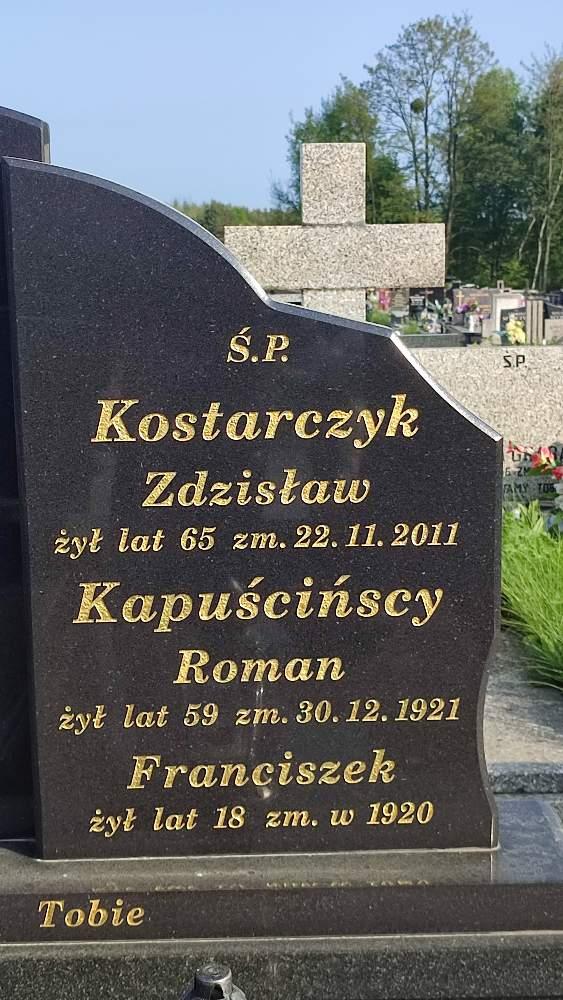 Ś.P.
Kostarczyk
Zdzisław
żył lat 65 zm. 22. 11. 2011
Kapuścińscy
Roman
żył lat 59 zm. 30. 12. 1921
Franciszek
żył lat 18 zm. w 1920
Tobie
Ś.P.